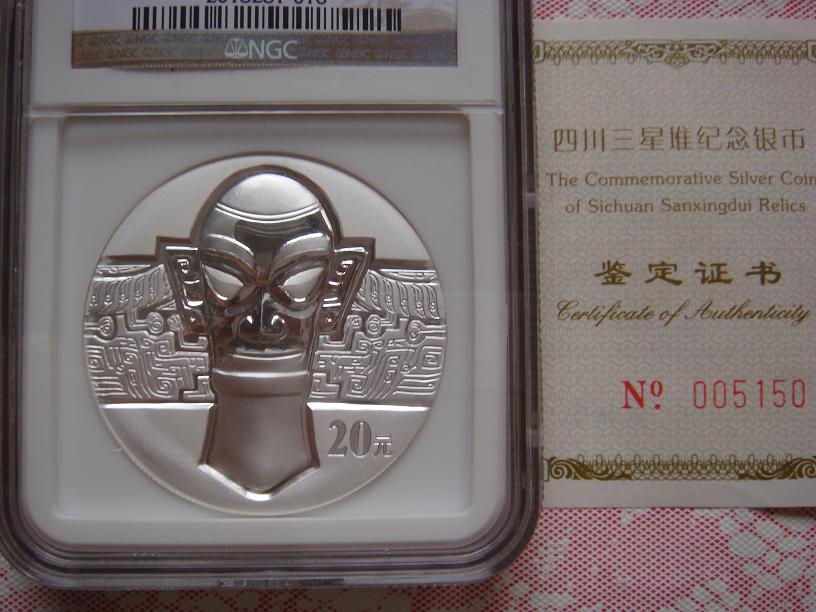 NGC
20元
四川三星堆纪念银币
The Commemorative Silver Coin
of Sichuan Sanxingdui Relics
鉴定证书
Certificate of Authenticity
Nº 005150